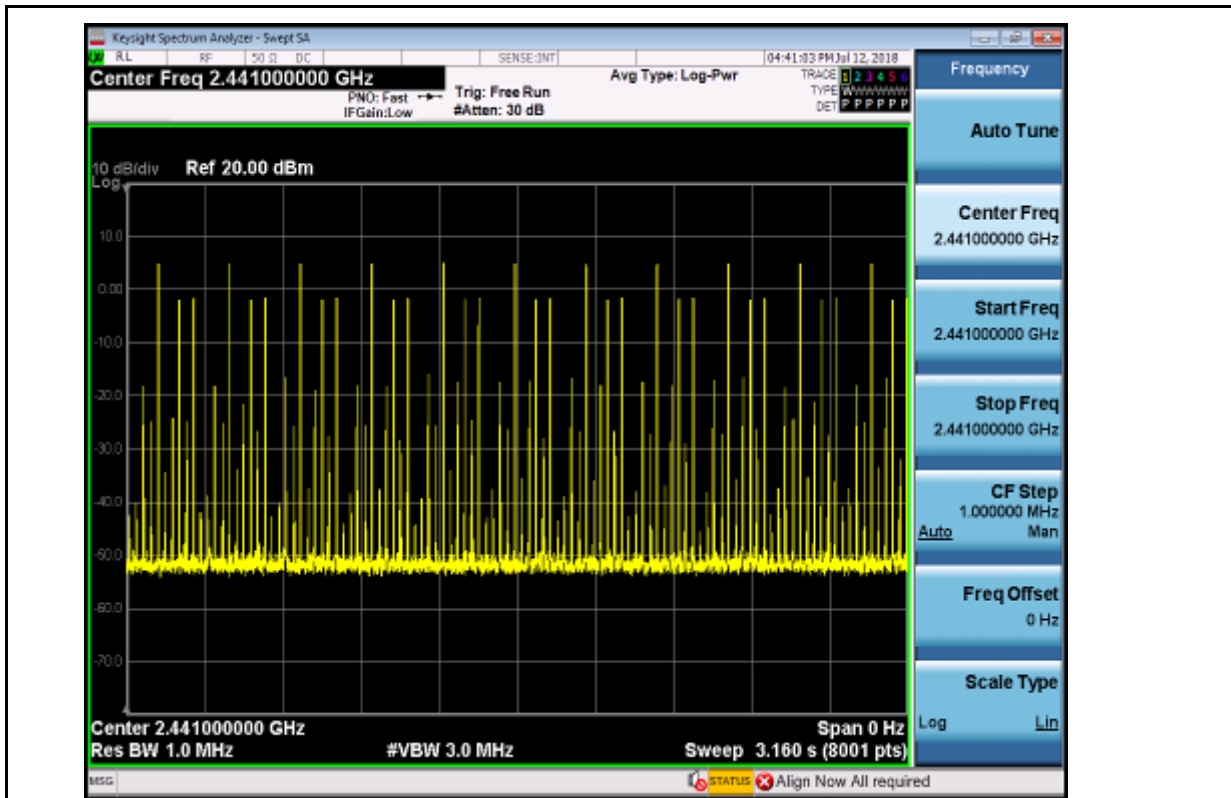 Keysight Spectrum Analyzer - Swept SA
RL RF 50 Ω DC SENSE:INT 04:41:03 PM Jul 12, 2018
Center Freq 2.441000000 GHz
Avg Type: Log-Pwr
TRACE 1 2 3 4 5 6
PNO: Fast Trig: Free Run
TYPE WWWWWW
IFGain:Low #Atten: 30 dB
DET P P P P P P
10 dB/div Ref 20.00 dBm
Log
10.0
0.00
-10.0
-20.0
-30.0
-40.0
-50.0
-60.0
-70.0
Center 2.441000000 GHz Span 0 Hz
Res BW 1.0 MHz #VBW 3.0 MHz Sweep 3.160 s (8001 pts)
MSG STATUS Align Now All required
Frequency
Auto Tune
Center Freq
2.441000000 GHz
Start Freq
2.441000000 GHz
Stop Freq
2.441000000 GHz
CF Step
1.000000 MHz
Auto Man
Freq Offset
0 Hz
Scale Type
Log Lin